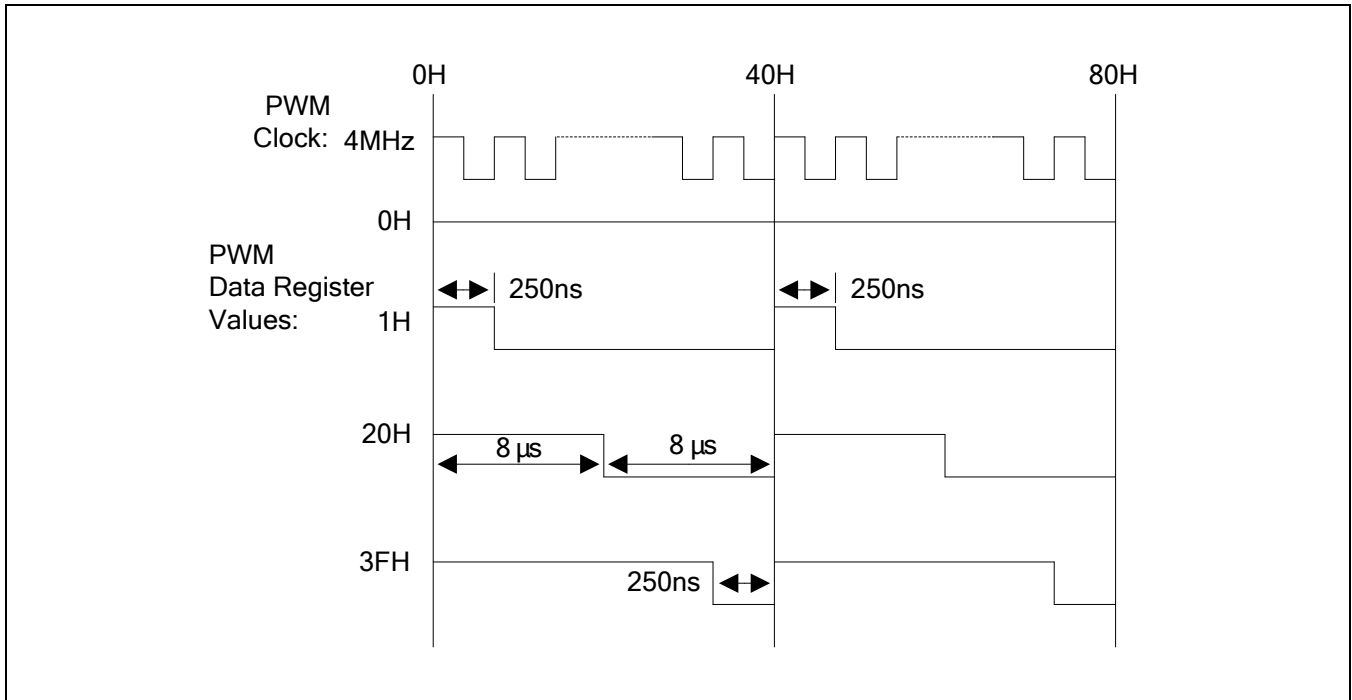 0H 40H 80H
PWM
Clock: 4MHz
0H
PWM
Data Register
Values: 1H
250ns 250ns
20H
8 µs 8 µs
3FH
250ns